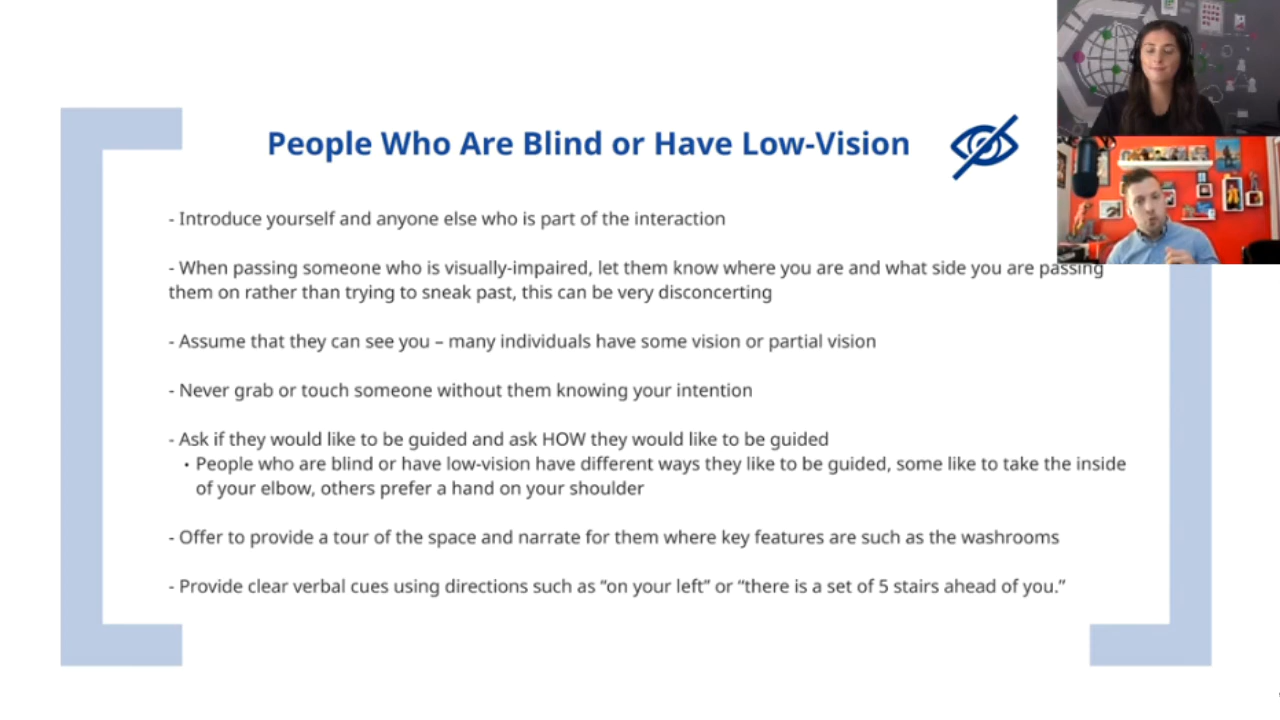 People Who Are Blind or Have Low-Vision
- Introduce yourself and anyone else who is part of the interaction
- When passing someone who is visually-impaired, let them know where you are and what side you are passing
them on rather than trying to sneak past, this can be very disconcerting
- Assume that they can see you – many individuals have some vision or partial vision
- Never grab or touch someone without them knowing your intention
- Ask if they would like to be guided and ask HOW they would like to be guided
• People who are blind or have low-vision have different ways they like to be guided, some like to take the inside
of your elbow, others prefer a hand on your shoulder
- Offer to provide a tour of the space and narrate for them where key features are such as the washrooms
- Provide clear verbal cues using directions such as “on your left” or “there is a set of 5 stairs ahead of you.”